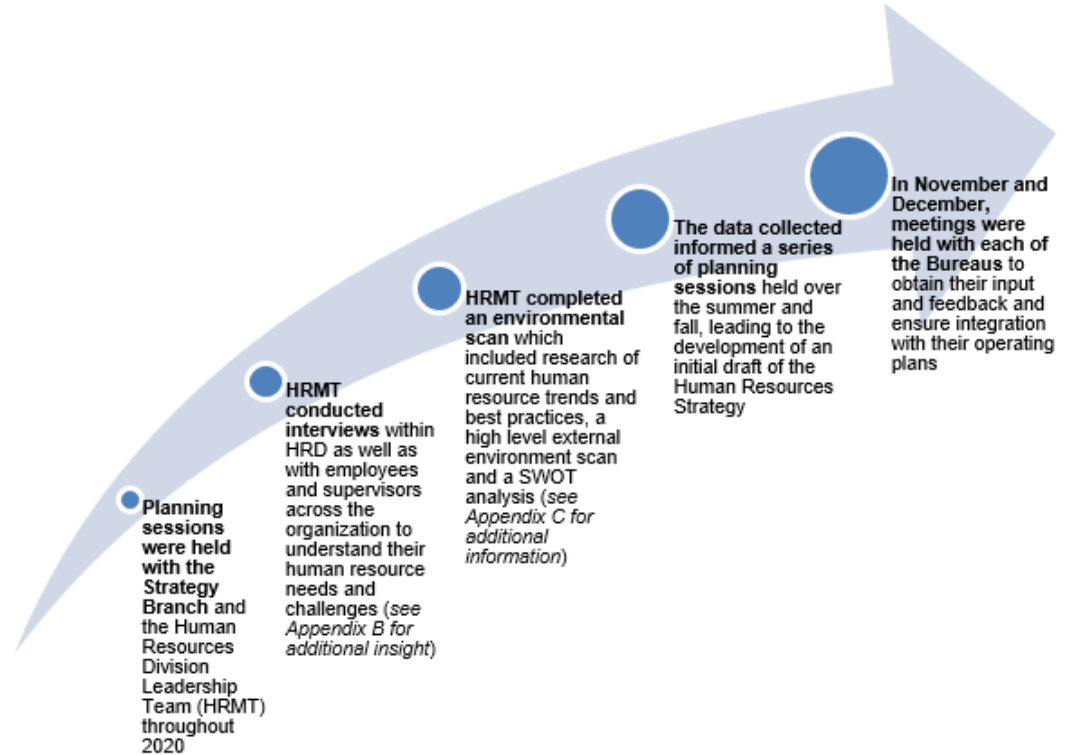 Planning
sessions
were held
with the
Strategy
Branch and
the Human
Resources
Division
Leadership
Team (HRMT)
throughout
2020
HRMT
conducted
interviews within
HRD as well as
with employees
and supervisors
across the
organization to
understand their
human resource
needs and
challenges (see
Appendix B for
additional insight)
HRMT completed
an environmental
scan which
included research of
current human
resource trends and
best practices, a
high level external
environment scan
and a SWOT
analysis (see
Appendix C for
additional
information)
The data collected
informed a series
of planning
sessions held over
the summer and
fall, leading to the
development of an
initial draft of the
Human Resources
Strategy
In November and
December,
meetings were
held with each of
the Bureaus to
obtain their input
and feedback and
ensure integration
with their operating
plans